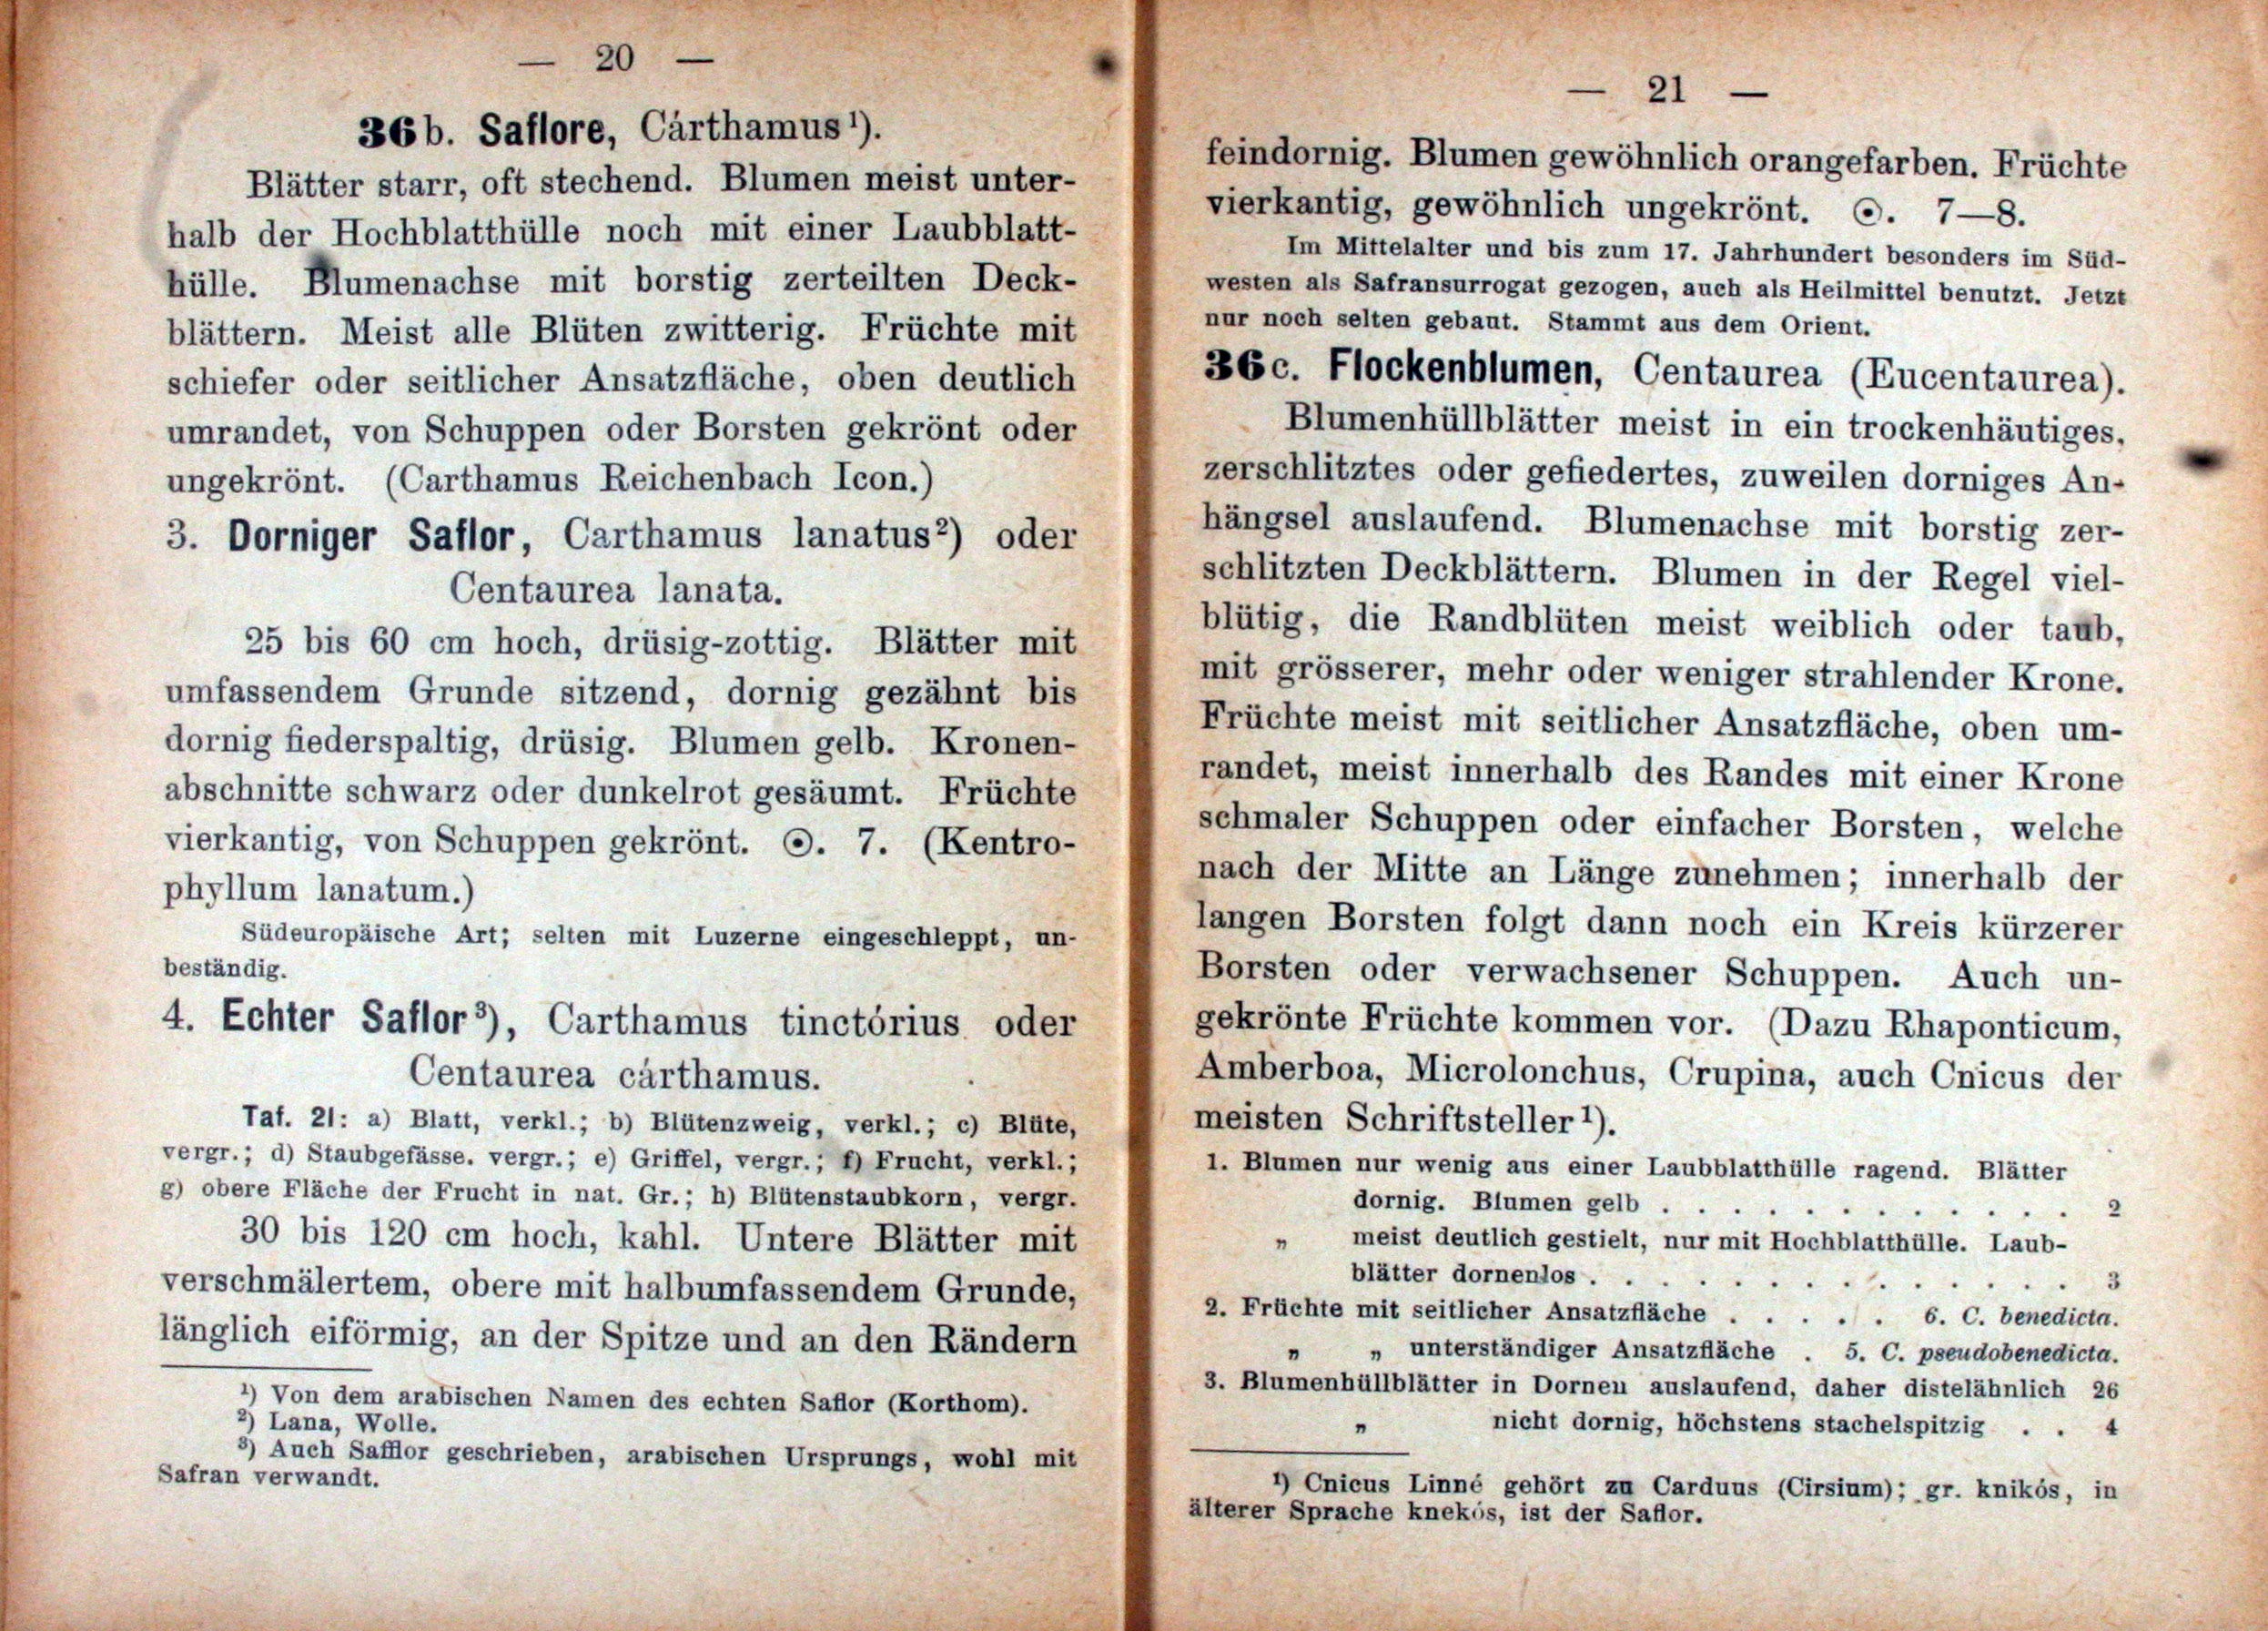 — 20 —
36b. Saflore, Cárthamus¹).
Blätter starr, oft stechend. Blumen meist unter-
halb der Hochblatthülle noch mit einer Laubblatt-
hülle. Blumenachse mit borstig zerteilten Deck-
blättern. Meist alle Blüten zwitterig. Früchte mit
schiefer oder seitlicher Ansatzfläche, oben deutlich
umrandet, von Schuppen oder Borsten gekrönt oder
ungekrönt. (Carthamus Reichenbach Icon.)
3. Dorniger Saflor, Carthamus lanatus²) oder
Centaurea lanata.
25 bis 60 cm hoch, drüsig-zottig. Blätter mit
umfassendem Grunde sitzend, dornig gezähnt bis
dornig fiederspaltig, drüsig. Blumen gelb. Kronen-
abschnitte schwarz oder dunkelrot gesäumt. Früchte
vierkantig, von Schuppen gekrönt. ⊙. 7. (Kentro-
phyllum lanatum.)
Südeuropäische Art; selten mit Luzerne eingeschleppt, un-
beständig.
4. Echter Saflor³), Carthamus tinctórius oder
Centaurea cárthamus.
Taf. 21: a) Blatt, verkl.; b) Blütenzweig, verkl.; c) Blüte,
vergr.; d) Staubgefässe. vergr.; e) Griffel, vergr.; f) Frucht, verkl.;
g) obere Fläche der Frucht in nat. Gr.; h) Blütenstaubkorn, vergr.
30 bis 120 cm hoch, kahl. Untere Blätter mit
verschmälertem, obere mit halbumfassendem Grunde,
länglich eiförmig, an der Spitze und an den Rändern
¹) Von dem arabischen Namen des echten Saflor (Korthom).
²) Lana, Wolle.
³) Auch Safflor geschrieben, arabischen Ursprungs, wohl mit
Safran verwandt.
— 21 —
feindornig. Blumen gewöhnlich orangefarben. Früchte
vierkantig, gewöhnlich ungekrönt. ⊙. 7—8.
Im Mittelalter und bis zum 17. Jahrhundert besonders im Süd-
westen als Safransurrogat gezogen, auch als Heilmittel benutzt. Jetzt
nur noch selten gebaut. Stammt aus dem Orient.
36c. Flockenblumen, Centaurea (Eucentaurea).
Blumenhüllblätter meist in ein trockenhäutiges,
zerschlitztes oder gefiedertes, zuweilen dorniges An-
hängsel auslaufend. Blumenachse mit borstig zer-
schlitzten Deckblättern. Blumen in der Regel viel-
blütig, die Randblüten meist weiblich oder taub,
mit grösserer, mehr oder weniger strahlender Krone.
Früchte meist mit seitlicher Ansatzfläche, oben um-
randet, meist innerhalb des Randes mit einer Krone
schmaler Schuppen oder einfacher Borsten, welche
nach der Mitte an Länge zunehmen; innerhalb der
langen Borsten folgt dann noch ein Kreis kürzerer
Borsten oder verwachsener Schuppen. Auch un-
gekrönte Früchte kommen vor. (Dazu Rhaponticum,
Amberboa, Microlonchus, Crupina, auch Cnicus der
meisten Schriftsteller¹).
1. Blumen nur wenig aus einer Laubblatthülle ragend. Blätter
dornig. Blumen gelb . . . . . . . . . . . . 2
„ meist deutlich gestielt, nur mit Hochblatthülle. Laub-
blätter dornenlos . . . . . . . . . . . . . . 3
2. Früchte mit seitlicher Ansatzfläche . . . . . . 6. C. benedicta.
„ „ unterständiger Ansatzfläche . 5. C. pseudobenedicta.
3. Blumenhüllblätter in Dornen auslaufend, daher distelähnlich 26
„ nicht dornig, höchstens stachelspitzig . . 4
¹) Cnicus Linné gehört zu Carduus (Cirsium); gr. knikós, in
älterer Sprache knekós, ist der Saflor.